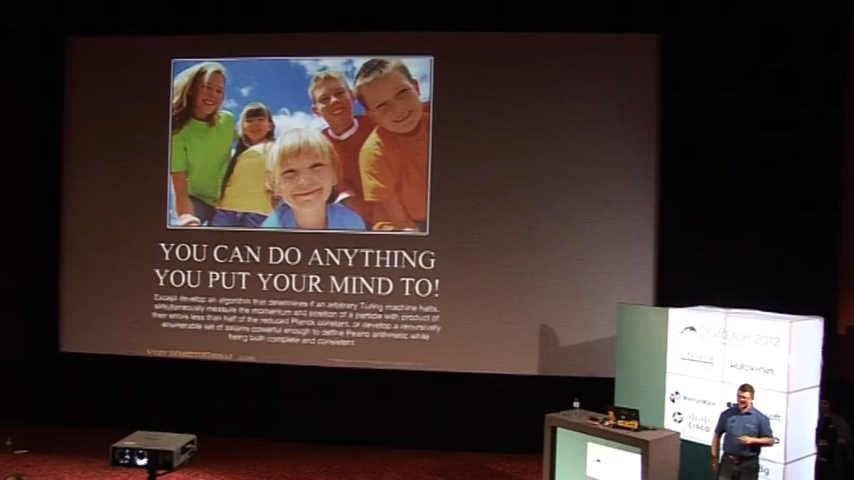 YOU CAN DO ANYTHING
YOU PUT YOUR MIND TO!
Except develop an algorithm that determines if an arbitrary Turing machine halts,
simultaneously measure the momentum and position of a particle with product of
their errors less than half of the reduced Planck constant, or develop a recursively
enumerable set of axioms powerful enough to define Peano arithmetic while
being both complete and consistent.
DEVREACH 2012
telerik
CISCO